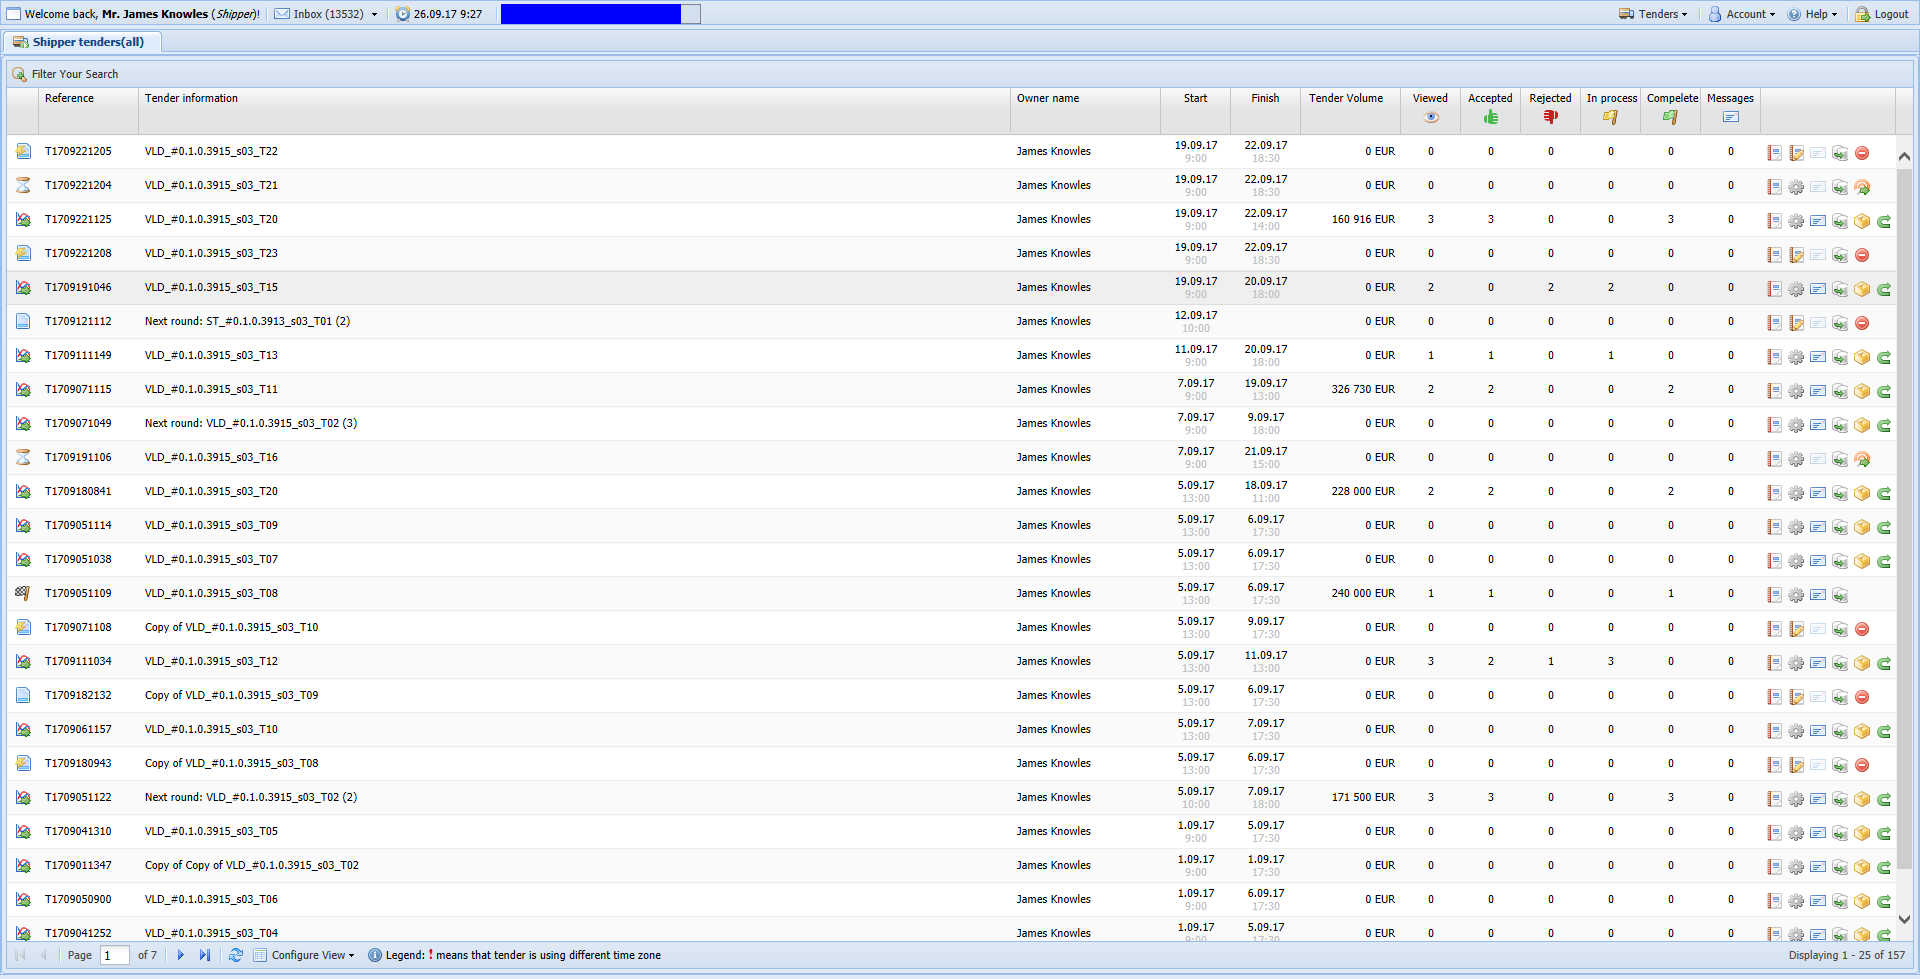 Welcome back, Mr. James Knowles (Shipper)! Inbox (13532) 26.09.17 9:27 Tenders Account Help Logout
Shipper tenders(all)
Filter Your Search
Reference Tender information Owner name Start Finish Tender Volume Viewed Accepted Rejected In process Compelete Messages
T1709221205 VLD_#0.1.0.3915_s03_T22 James Knowles 19.09.17 22.09.17 0 EUR 0 0 0 0 0 0
9:00 18:30
T1709221204 VLD_#0.1.0.3915_s03_T21 James Knowles 19.09.17 22.09.17 0 EUR 0 0 0 0 0 0
9:00 18:30
T1709221125 VLD_#0.1.0.3915_s03_T20 James Knowles 19.09.17 22.09.17 160 916 EUR 3 3 0 0 3 0
9:00 14:00
T1709221208 VLD_#0.1.0.3915_s03_T23 James Knowles 19.09.17 22.09.17 0 EUR 0 0 0 0 0 0
9:00 18:30
T1709191046 VLD_#0.1.0.3915_s03_T15 James Knowles 19.09.17 20.09.17 0 EUR 2 0 2 2 0 0
9:00 18:00
T1709121112 Next round: ST_#0.1.0.3913_s03_T01 (2) James Knowles 12.09.17 0 EUR 0 0 0 0 0 0
10:00
T1709111149 VLD_#0.1.0.3915_s03_T13 James Knowles 11.09.17 20.09.17 0 EUR 1 1 0 1 0 0
9:00 18:00
T1709071115 VLD_#0.1.0.3915_s03_T11 James Knowles 7.09.17 19.09.17 326 730 EUR 2 2 0 0 2 0
9:00 13:00
T1709071049 Next round: VLD_#0.1.0.3915_s03_T02 (3) James Knowles 7.09.17 9.09.17 0 EUR 0 0 0 0 0 0
9:00 18:00
T1709191106 VLD_#0.1.0.3915_s03_T16 James Knowles 7.09.17 21.09.17 0 EUR 0 0 0 0 0 0
9:00 15:00
T1709180841 VLD_#0.1.0.3915_s03_T20 James Knowles 5.09.17 18.09.17 228 000 EUR 2 2 0 0 2 0
13:00 11:00
T1709051114 VLD_#0.1.0.3915_s03_T09 James Knowles 5.09.17 6.09.17 0 EUR 0 0 0 0 0 0
13:00 17:30
T1709051038 VLD_#0.1.0.3915_s03_T07 James Knowles 5.09.17 6.09.17 0 EUR 0 0 0 0 0 0
13:00 17:30
T1709051109 VLD_#0.1.0.3915_s03_T08 James Knowles 5.09.17 6.09.17 240 000 EUR 1 1 0 0 1 0
13:00 17:30
T1709071108 Copy of VLD_#0.1.0.3915_s03_T10 James Knowles 5.09.17 9.09.17 0 EUR 0 0 0 0 0 0
13:00 17:30
T1709111034 VLD_#0.1.0.3915_s03_T12 James Knowles 5.09.17 11.09.17 0 EUR 3 2 1 3 0 0
13:00 13:00
T1709182132 Copy of VLD_#0.1.0.3915_s03_T09 James Knowles 5.09.17 6.09.17 0 EUR 0 0 0 0 0 0
13:00 17:30
T1709061157 VLD_#0.1.0.3915_s03_T10 James Knowles 5.09.17 7.09.17 0 EUR 0 0 0 0 0 0
13:00 17:30
T1709180943 Copy of VLD_#0.1.0.3915_s03_T08 James Knowles 5.09.17 6.09.17 0 EUR 0 0 0 0 0 0
13:00 17:30
T1709051122 Next round: VLD_#0.1.0.3915_s03_T02 (2) James Knowles 5.09.17 7.09.17 171 500 EUR 3 3 0 0 3 0
10:00 18:00
T1709041310 VLD_#0.1.0.3915_s03_T05 James Knowles 1.09.17 5.09.17 0 EUR 0 0 0 0 0 0
9:00 17:30
T1709011347 Copy of Copy of VLD_#0.1.0.3915_s03_T02 James Knowles 1.09.17 1.09.17 0 EUR 0 0 0 0 0 0
9:00 17:30
T1709050900 VLD_#0.1.0.3915_s03_T06 James Knowles 1.09.17 6.09.17 0 EUR 0 0 0 0 0 0
9:00 17:30
T1709041252 VLD_#0.1.0.3915_s03_T04 James Knowles 1.09.17 5.09.17 0 EUR 0 0 0 0 0 0
9:00 17:30
Page 1 of 7 Configure View Legend: ! means that tender is using different time zone Displaying 1 - 25 of 157